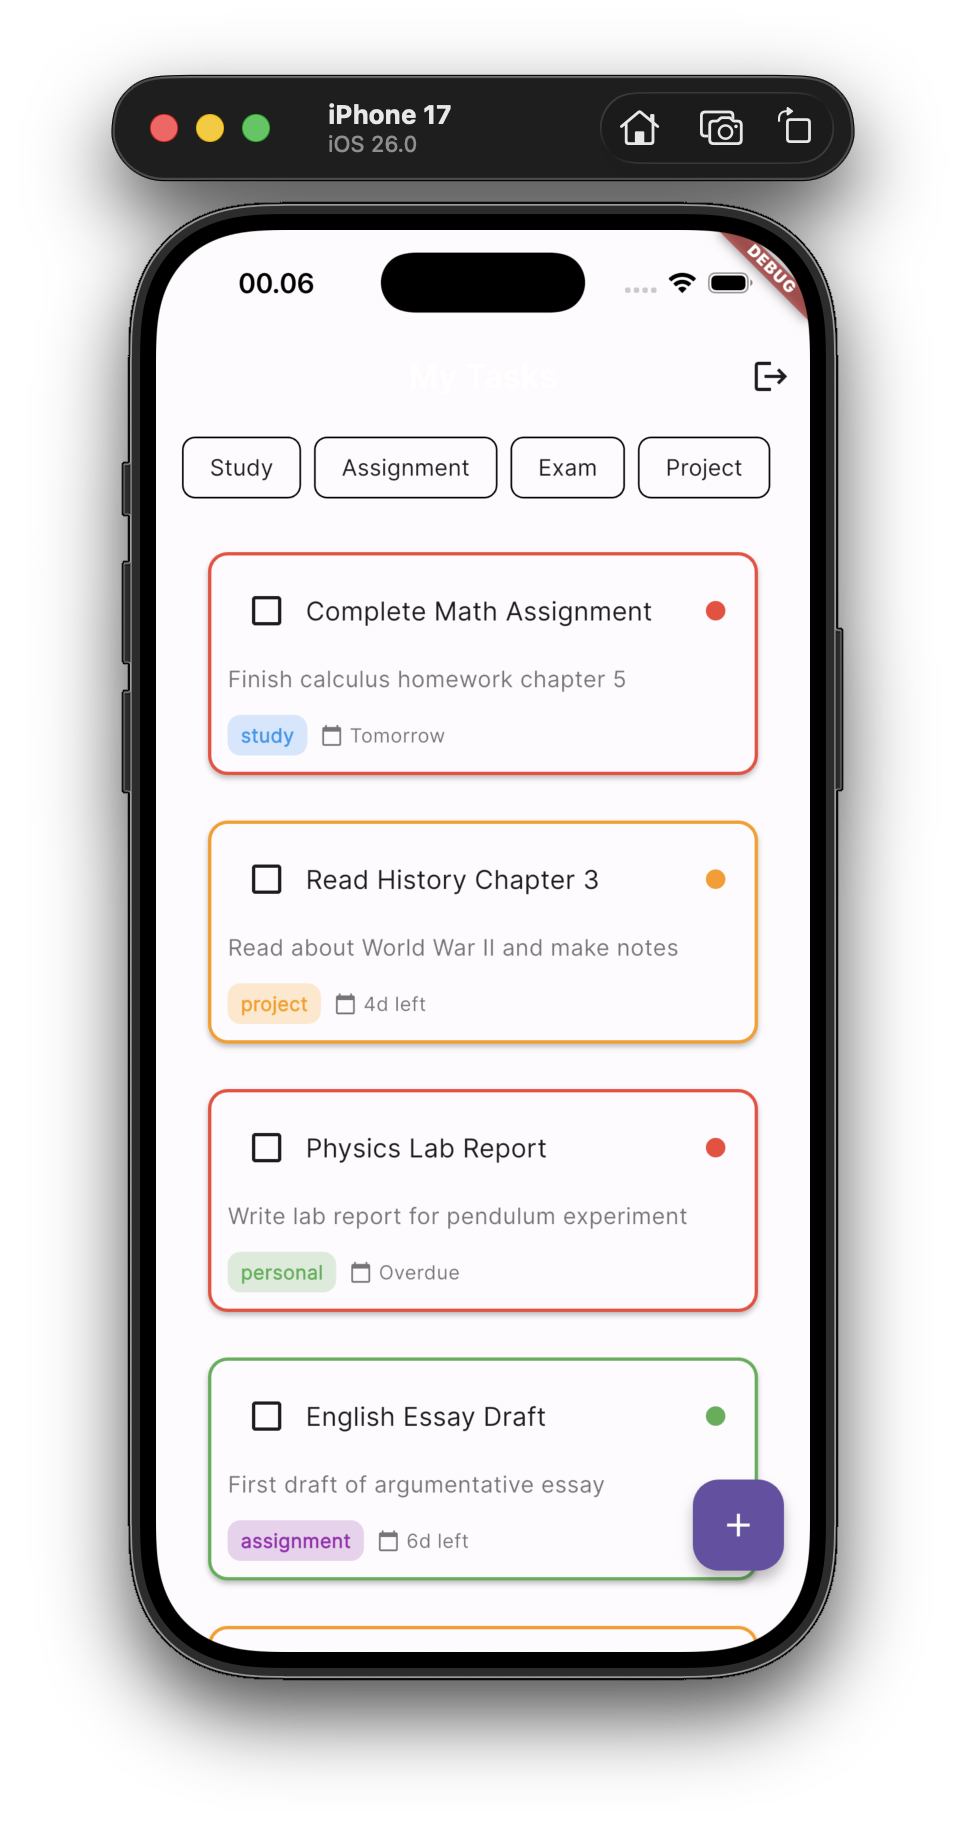 iPhone 17
iOS 26.0
00.06
DEBUG
My Tasks
Study Assignment Exam Project
Complete Math Assignment
Finish calculus homework chapter 5
study Tomorrow
Read History Chapter 3
Read about World War II and make notes
project 4d left
Physics Lab Report
Write lab report for pendulum experiment
personal Overdue
English Essay Draft
First draft of argumentative essay
assignment 6d left